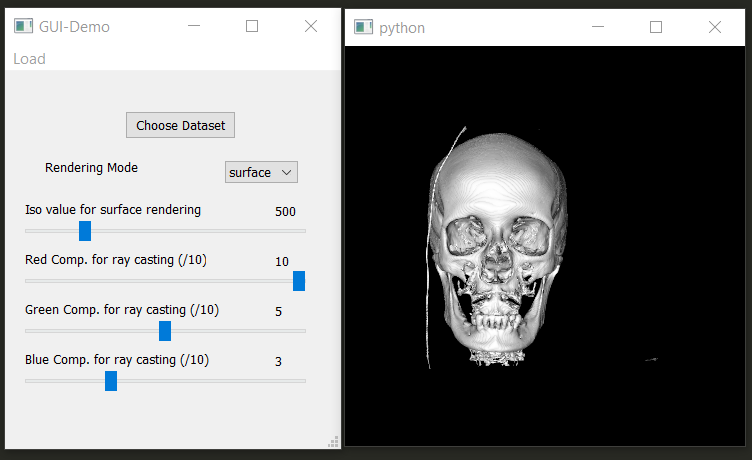 GUI-Demo
Load
Choose Dataset
Rendering Mode
surface
Iso value for surface rendering 500
Red Comp. for ray casting (/10) 10
Green Comp. for ray casting (/10) 5
Blue Comp. for ray casting (/10) 3
python